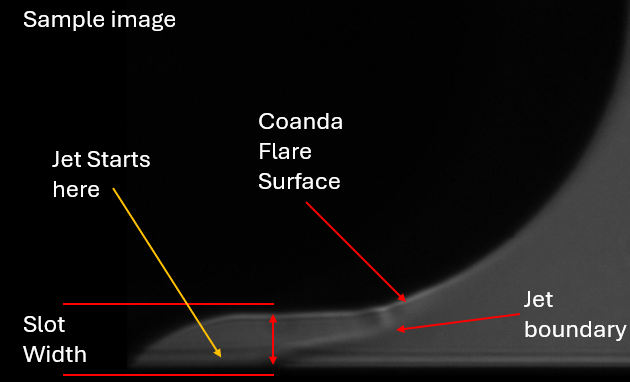 Sample image
Coanda
Flare
Surface
Jet Starts
here
Jet
boundary
Slot
Width